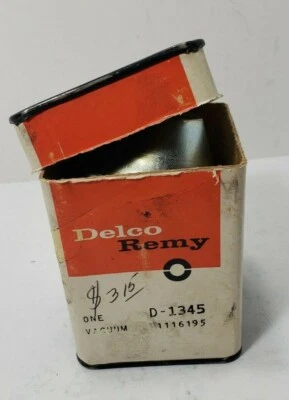 Delco
Remy
$3 15
ONE D-1345
VACUUM 1116195